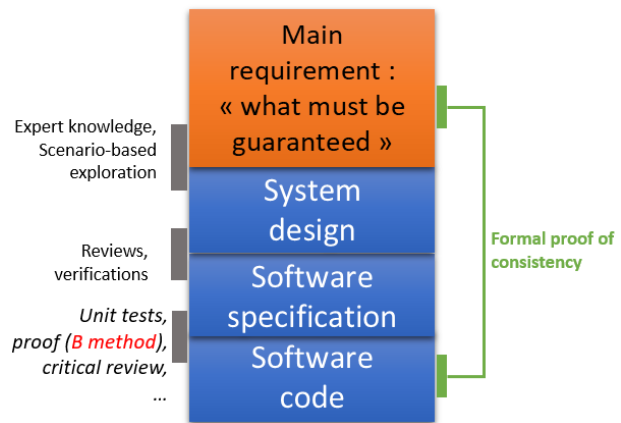 Main
requirement :
« what must be
guaranteed »
Expert knowledge,
Scenario-based
exploration
System
design
Formal proof of
consistency
Reviews,
verifications
Software
specification
Unit tests,
proof (B method),
critical review,
...
Software
code